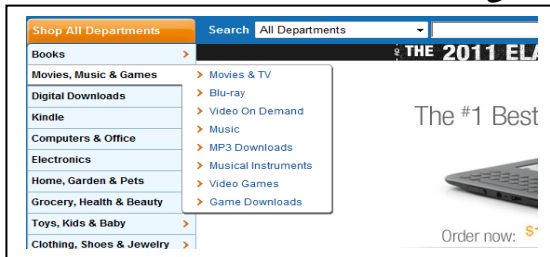 Shop All Departments
Search All Departments
Books
Movies, Music & Games
Digital Downloads
Kindle
Computers & Office
Electronics
Home, Garden & Pets
Grocery, Health & Beauty
Toys, Kids & Baby
Clothing, Shoes & Jewelry
Movies & TV
Blu-ray
Video On Demand
Music
MP3 Downloads
Musical Instruments
Video Games
Game Downloads
THE 2011
The #1 Best
Order now: